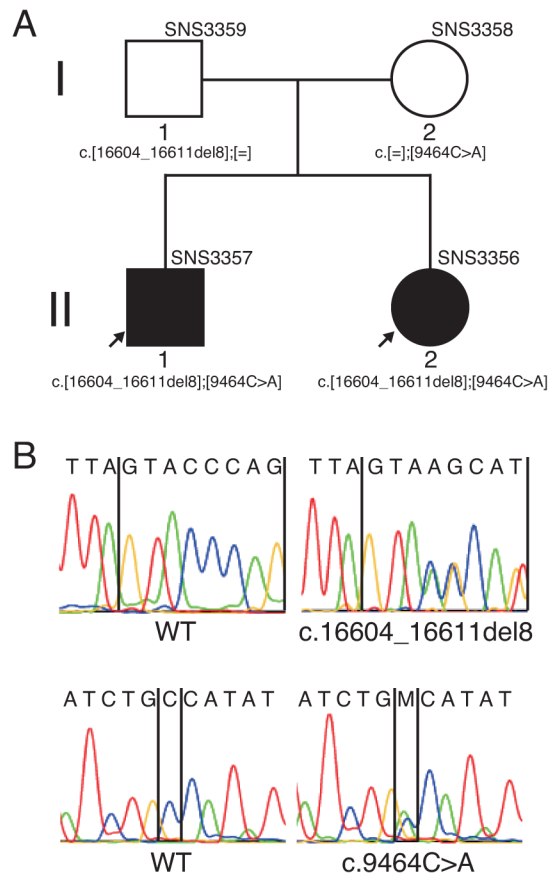 A
SNS3359 SNS3358
I
1 2
c.[16604_16611del8];[=] c.[=];[9464C>A]
SNS3357 SNS3356
II
1 2
c.[16604_16611del8];[9464C>A] c.[16604_16611del8];[9464C>A]
B
T T A G T A C C C A G T T A G T A A G C A T
WT c.16604_16611del8
A T C T G C C A T A T A T C T G M C A T A T
WT c.9464C>A